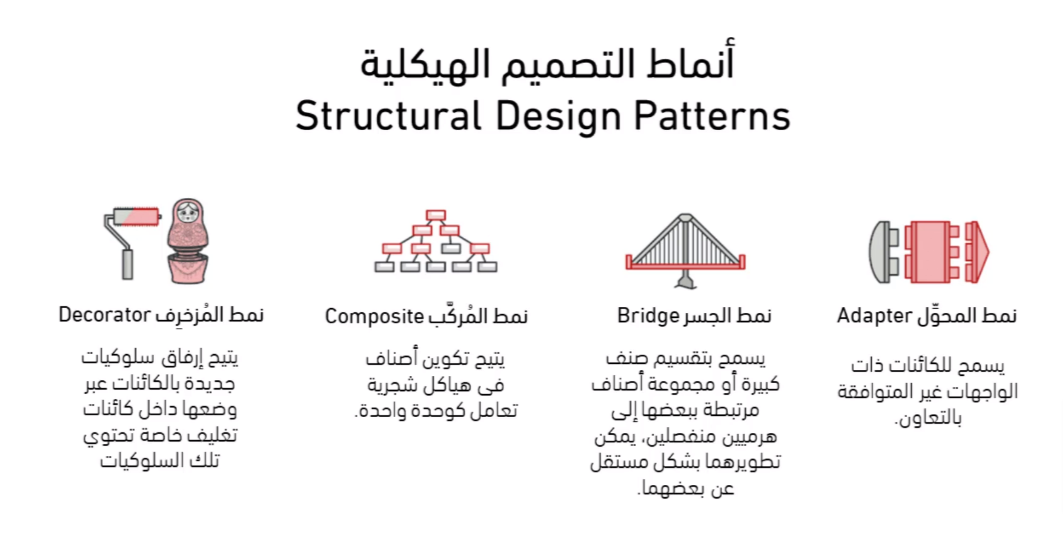 أنماط التصميم الهيكلية
Structural Design Patterns
نمط المحوِّل Adapter
يسمح للكائنات ذات
الواجهات غير المتوافقة
بالتعاون.
نمط الجسر Bridge
يسمح بتقسيم صنف
كبيرة أو مجموعة أصناف
مرتبطة ببعضها إلى
هرميين منفصلين، يمكن
تطويرهما بشكل مستقل
عن بعضهما.
نمط المُركَّب Composite
يتيح تكوين أصناف
فى هياكل شجرية
تعامل كوحدة واحدة.
نمط المُزخرِف Decorator
يتيح إرفاق سلوكيات
جديدة بالكائنات عبر
وضعها داخل كائنات
تغليف خاصة تحتوي
تلك السلوكيات